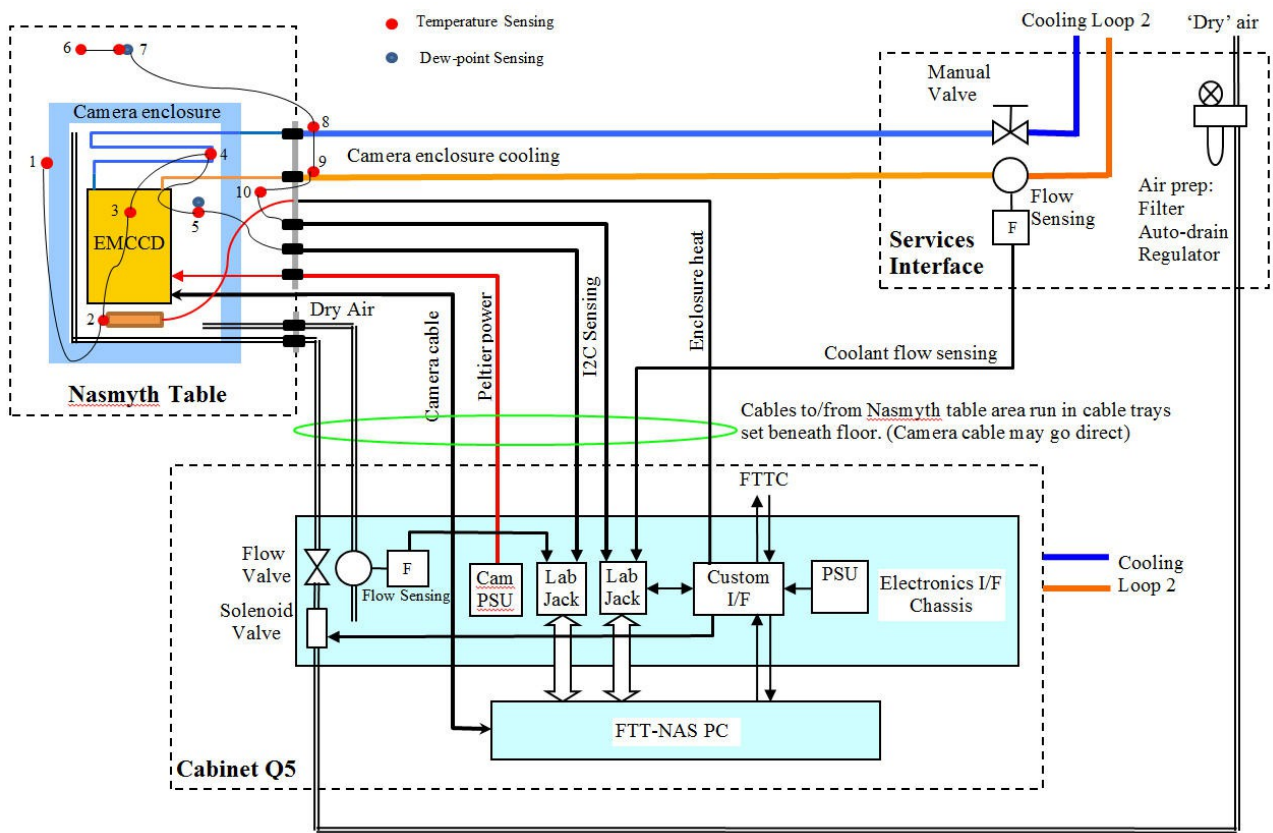 Temperature Sensing
Dew-point Sensing
6
7
Cooling Loop 2
‘Dry’ air
Manual
Valve
Camera enclosure
8
1
4
Camera enclosure cooling
9
10
3
5
EMCCD
Flow
Sensing
F
Air prep:
Filter
Auto-drain
Regulator
Services
Interface
2
Dry Air
Nasmyth Table
Camera cable
Peltier power
I2C Sensing
Enclosure heat
Coolant flow sensing
Cables to/from Nasmyth table area run in cable trays
set beneath floor. (Camera cable may go direct)
FTTC
Flow
Valve
F
Flow Sensing
Solenoid
Valve
Cam
PSU
Lab
Jack
Lab
Jack
Custom
I/F
PSU
Electronics I/F
Chassis
Cooling
Loop 2
FTT-NAS PC
Cabinet Q5